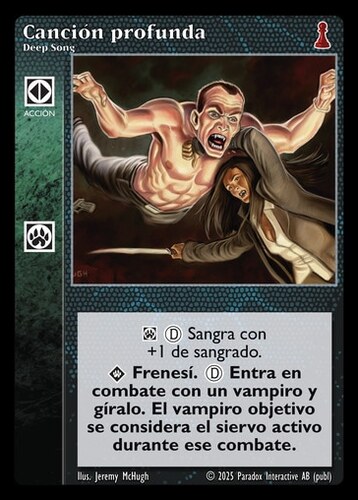 Canción profunda
Deep Song
ACCIÓN
D Sangra con
+1 de sangrado.
Frenesí. D Entra en
combate con un vampiro y
gíralo. El vampiro objetivo
se considera el siervo activo
durante ese combate.
Ilus. Jeremy McHugh © 2025 Paradox Interactive AB (publ)